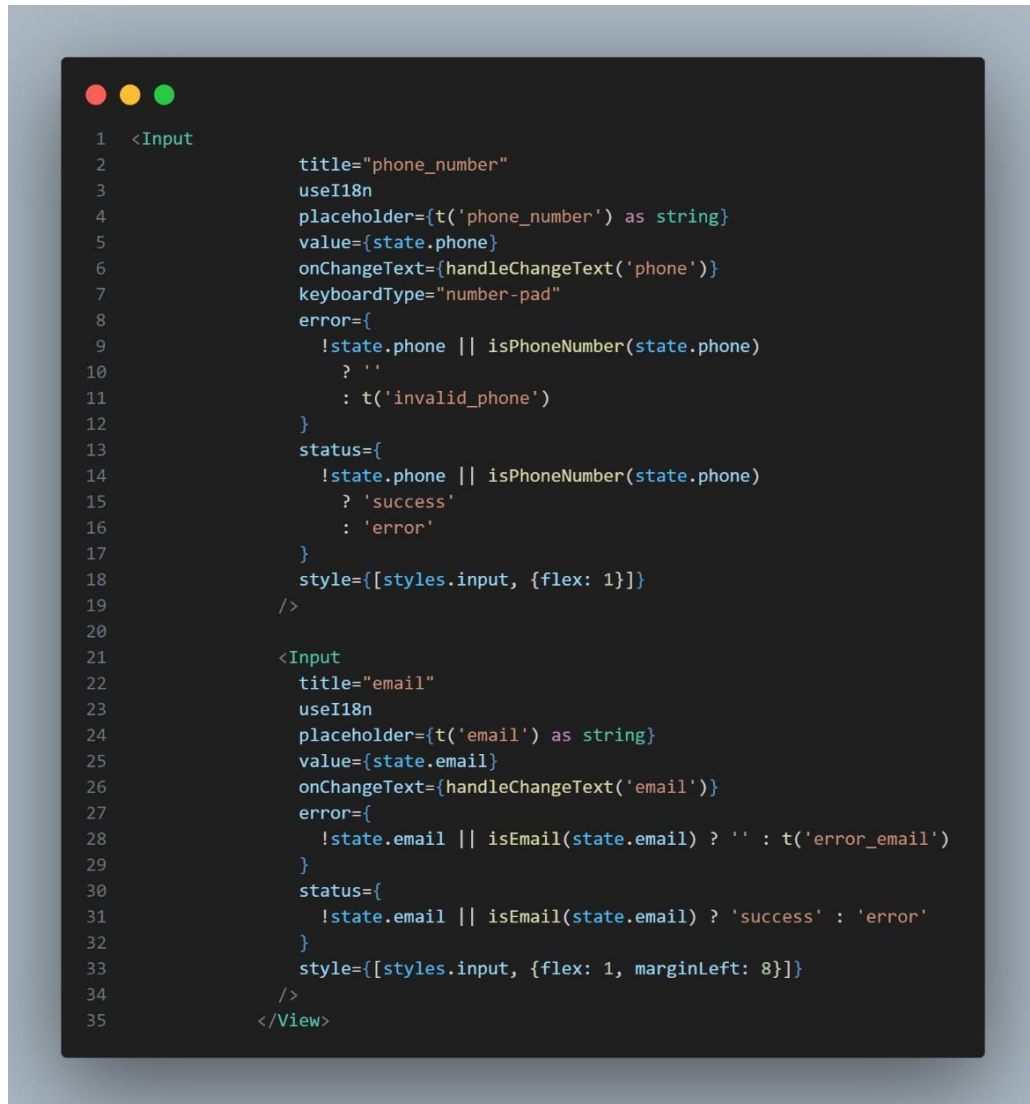 1 <Input
2 title="phone_number"
3 useI18n
4 placeholder={t('phone_number') as string}
5 value={state.phone}
6 onChangeText={handleChangeText('phone')}
7 keyboardType="number-pad"
8 error={
9 !state.phone || isPhoneNumber(state.phone)
10 ? ''
11 : t('invalid_phone')
12 }
13 status={
14 !state.phone || isPhoneNumber(state.phone)
15 ? 'success'
16 : 'error'
17 }
18 style={[styles.input, {flex: 1}]}
19 />
20
21 <Input
22 title="email"
23 useI18n
24 placeholder={t('email') as string}
25 value={state.email}
26 onChangeText={handleChangeText('email')}
27 error={
28 !state.email || isEmail(state.email) ? '' : t('error_email')
29 }
30 status={
31 !state.email || isEmail(state.email) ? 'success' : 'error'
32 }
33 style={[styles.input, {flex: 1, marginLeft: 8}]}
34 />
35 </View>